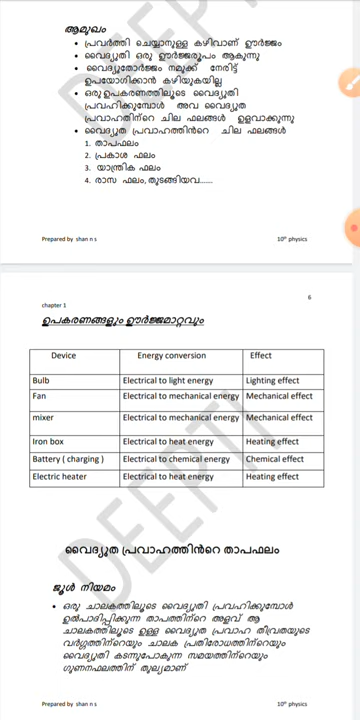 ആമുഖം
• പ്രവർത്തി ചെയ്യാനുള്ള കഴിവാണ് ഊർജ്ജം
• വൈദ്യുതി ഒരു ഊർജ്ജരൂപം ആകുന്നു
• വൈദ്യുതോർജ്ജം നമുക്ക് നേരിട്ട്
ഉപയോഗിക്കാൻ കഴിയുകയില്ല
• ഒരു ഉപകരണത്തിലൂടെ വൈദ്യുതി
പ്രവഹിക്കുമ്പോൾ അവ വൈദ്യുത
പ്രവാഹതിന്റെ ചില ഫലങ്ങൾ ഉളവാക്കുന്നു
• വൈദ്യുത പ്രവാഹത്തിൻറെ ചില ഫലങ്ങൾ
1. താപഫലം
2. പ്രകാശ ഫലം
3. യാന്ത്രിക ഫലം
4. രാസ ഫലം, തുടങ്ങിയവ......
Prepared by shan n s 10th physics
6
chapter 1
ഉപകരണങ്ങളും ഊർജ്ജമാറ്റവും
Device Energy conversion Effect
Bulb Electrical to light energy Lighting effect
Fan Electrical to mechanical energy Mechanical effect
mixer Electrical to mechanical energy Mechanical effect
Iron box Electrical to heat energy Heating effect
Battery ( charging ) Electrical to chemical energy Chemical effect
Electric heater Electrical to heat energy Heating effect
വൈദ്യുത പ്രവാഹത്തിൻറെ താപഫലം
ജൂൾ നിയമം
• ഒരു ചാലകത്തിലൂടെ വൈദ്യുതി പ്രവഹിക്കുമ്പോൾ
ഉൽപാദിപ്പിക്കുന്ന താപത്തിന്റെ അളവ് ആ
ചാലകത്തിലൂടെ ഉള്ള വൈദ്യുത പ്രവാഹ തീവ്രതയുടെ
വർഗ്ഗത്തിന്റെയും ചാലക പ്രതിരോധത്തിന്റെയും
വൈദ്യുതി കടന്നുപോകുന്ന സമയത്തിന്റെയും
ഗുണനഫലത്തിന് തുല്യമാണ്
Prepared by shan n s 10th physics
DEEPTI
DEEPTI